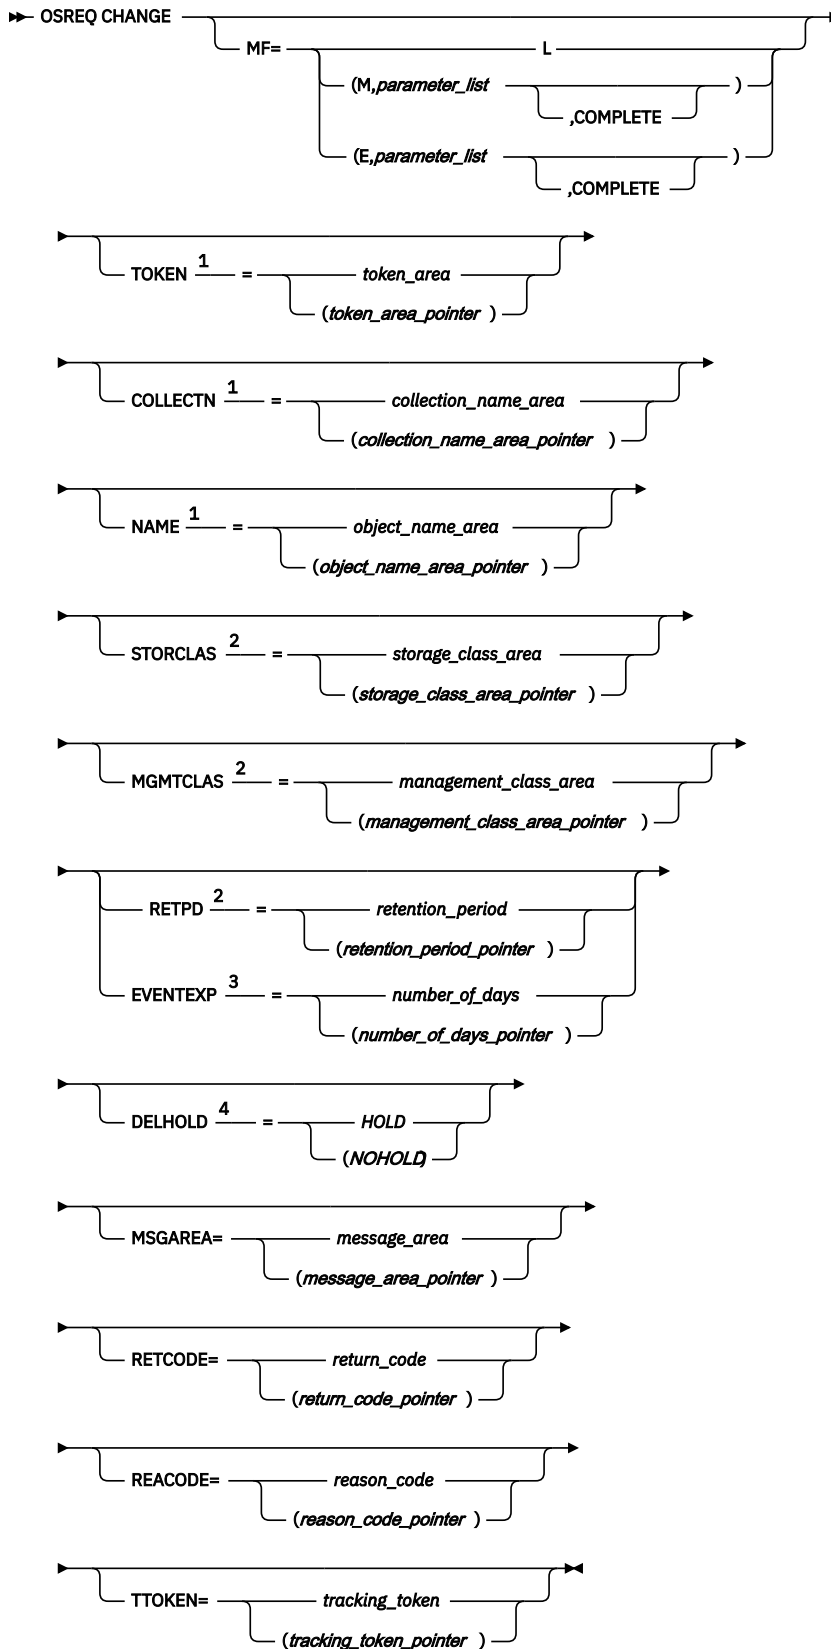 OSREQ CHANGE
MF= L
(M,parameter_list )
,COMPLETE
(E,parameter_list )
,COMPLETE
TOKEN 1 = token_area
(token_area_pointer )
COLLECTN 1 = collection_name_area
(collection_name_area_pointer )
NAME 1 = object_name_area
(object_name_area_pointer )
STORCLAS 2 = storage_class_area
(storage_class_area_pointer )
MGMTCLAS 2 = management_class_area
(management_class_area_pointer )
RETPD 2 = retention_period
(retention_period_pointer )
EVENTEXP 3 = number_of_days
(number_of_days_pointer )
DELHOLD 4 = HOLD
(NOHOLD)
MSGAREA= message_area
(message_area_pointer )
RETCODE= return_code
(return_code_pointer )
REACODE= reason_code
(reason_code_pointer )
TTOKEN= tracking_token
(tracking_token_pointer )